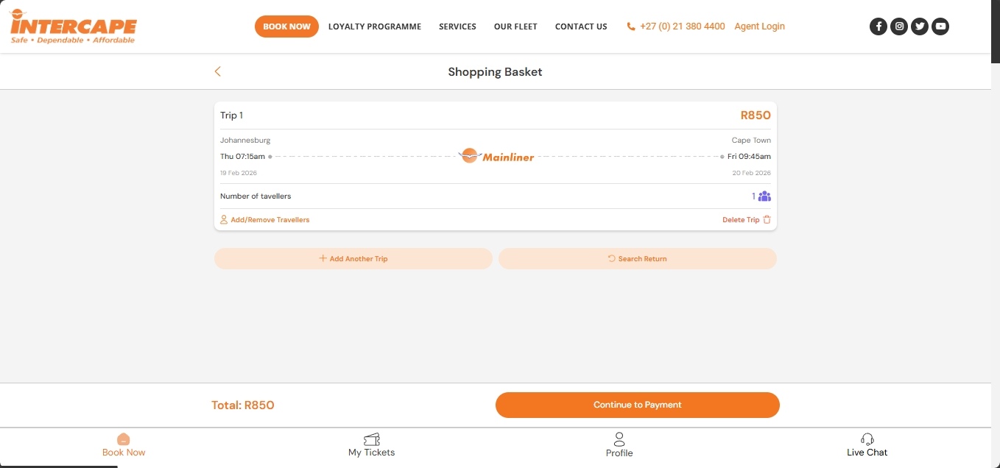 INTERCAPE
Safe • Dependable • Affordable
BOOK NOW
LOYALTY PROGRAMME
SERVICES
OUR FLEET
CONTACT US
+27 (0) 21 380 4400
Agent Login
Shopping Basket
Trip 1
R850
Johannesburg
Cape Town
Thu 07:15am
Mainliner
Fri 09:45am
19 Feb 2026
20 Feb 2026
Number of tavellers
1
Add/Remove Travellers
Delete Trip
Add Another Trip
Search Return
Total: R850
Continue to Payment
Book Now
My Tickets
Profile
Live Chat